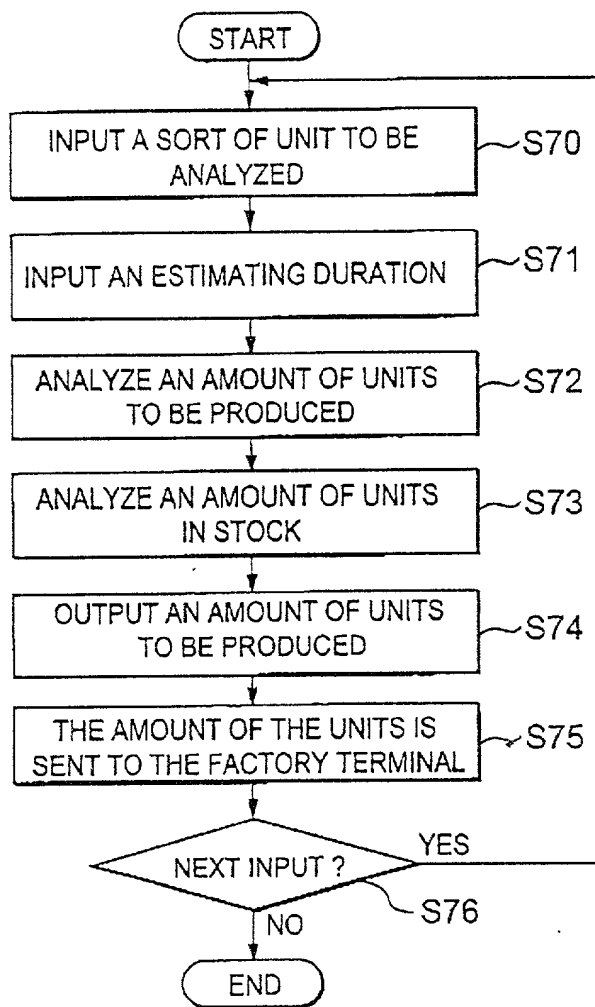 START
INPUT A SORT OF UNIT TO BE
ANALYZED
S70
INPUT AN ESTIMATING DURATION
S71
ANALYZE AN AMOUNT OF UNITS
TO BE PRODUCED
S72
ANALYZE AN AMOUNT OF UNITS
IN STOCK
S73
OUTPUT AN AMOUNT OF UNITS
TO BE PRODUCED
S74
THE AMOUNT OF THE UNITS IS
SENT TO THE FACTORY TERMINAL
S75
NEXT INPUT ?
YES
S76
NO
END